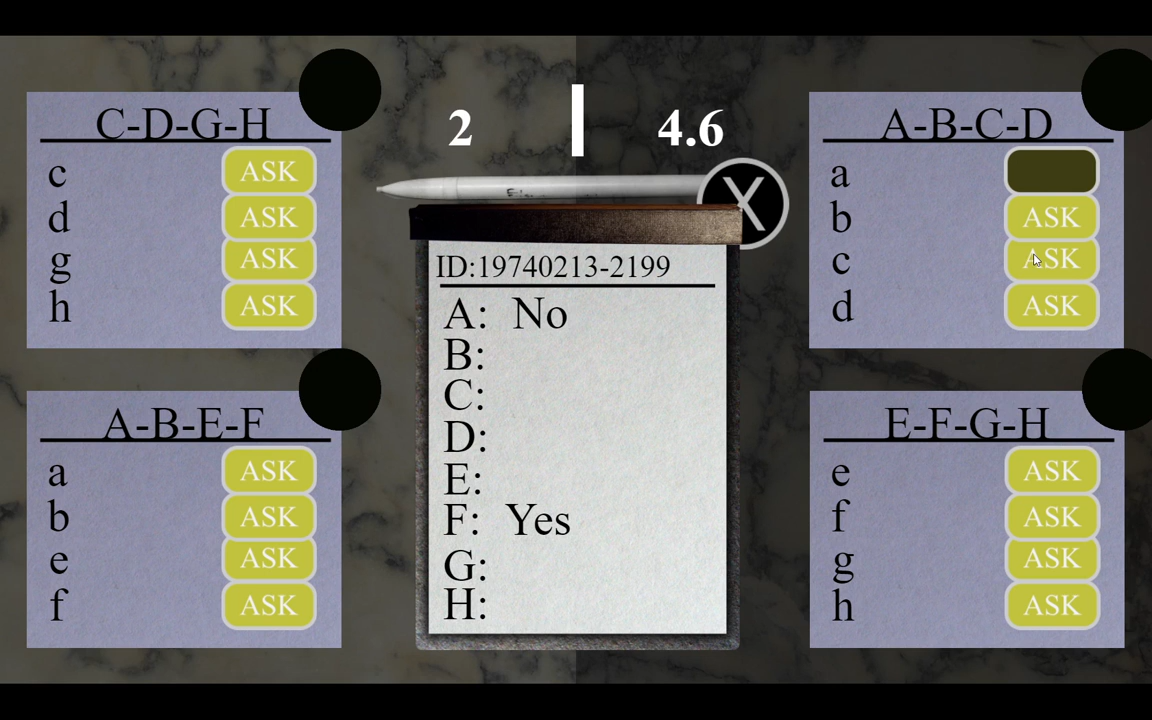 C-D-G-H
c ASK
d ASK
g ASK
h ASK
A-B-E-F
a ASK
b ASK
e ASK
f ASK
2 4.6
X
ID:19740213-2199
A: No
B:
C:
D:
E:
F: Yes
G:
H:
A-B-C-D
a
b ASK
c ASK
d ASK
E-F-G-H
e ASK
f ASK
g ASK
h ASK